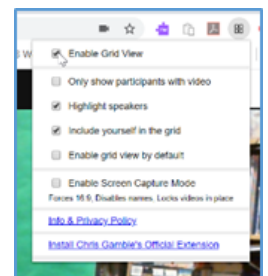 Enable Grid View
Only show participants with video
Highlight speakers
Include yourself in the grid
Enable grid view by default
Enable Screen Capture Mode
Forces 16:9, Disables names, Locks videos in place
Info & Privacy Policy
Install Chris Gamble's Official Extension